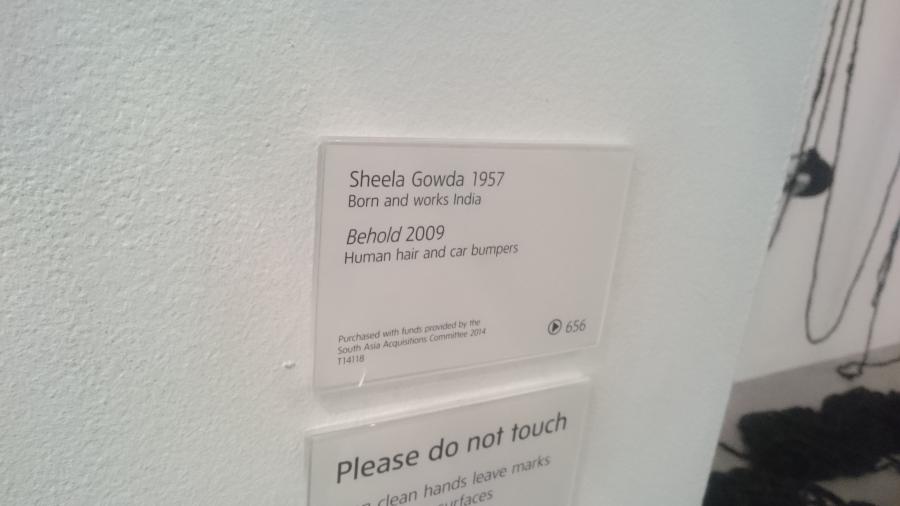 Sheela Gowda 1957
Born and works India
Behold 2009
Human hair and car bumpers
Purchased with funds provided by the
South Asia Acquisitions Committee 2014
T14118
656
Please do not touch
clean hands leave marks